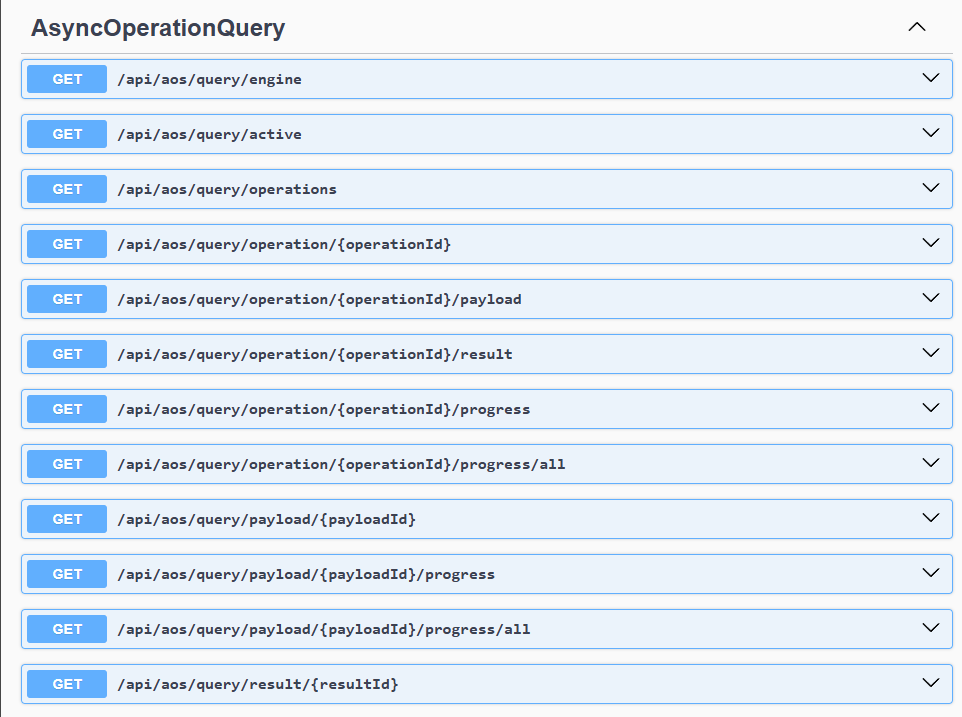 AsyncOperationQuery
GET /api/aos/query/engine
GET /api/aos/query/active
GET /api/aos/query/operations
GET /api/aos/query/operation/{operationId}
GET /api/aos/query/operation/{operationId}/payload
GET /api/aos/query/operation/{operationId}/result
GET /api/aos/query/operation/{operationId}/progress
GET /api/aos/query/operation/{operationId}/progress/all
GET /api/aos/query/payload/{payloadId}
GET /api/aos/query/payload/{payloadId}/progress
GET /api/aos/query/payload/{payloadId}/progress/all
GET /api/aos/query/result/{resultId}